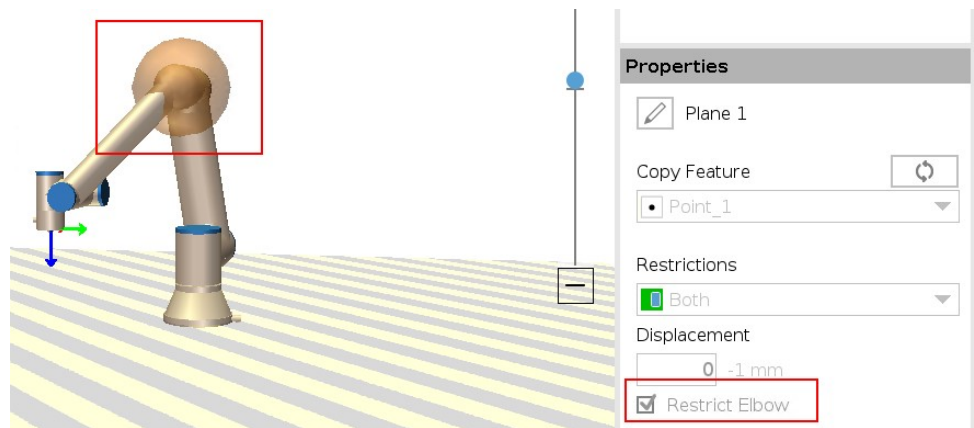 Properties
Plane 1
Copy Feature
Point_1
Restrictions
Both
Displacement
0 -1 mm
Restrict Elbow